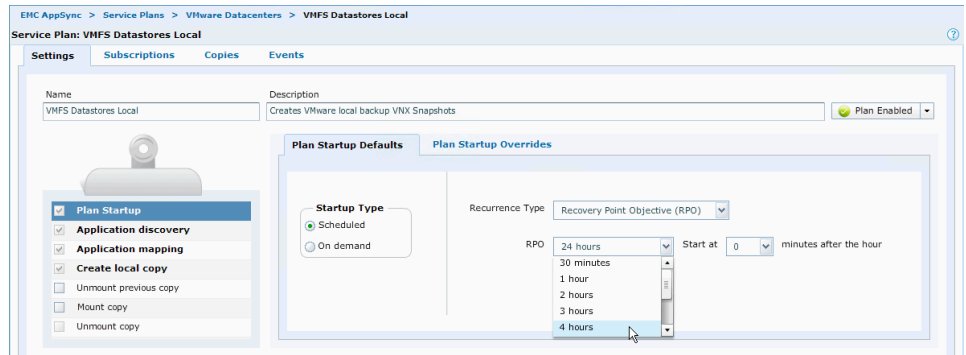 EMC AppSync > Service Plans > VMware Datacenters > VMFS Datastores Local
Service Plan: VMFS Datastores Local
?
Settings Subscriptions Copies Events
Name Description
VMFS Datastores Local Creates VMware local backup VNX Snapshots Plan Enabled
Plan Startup Defaults Plan Startup Overrides
Plan Startup
Application discovery
Application mapping
Create local copy
Unmount previous copy
Mount copy
Unmount copy
Startup Type
Scheduled
On demand
Recurrence Type Recovery Point Objective (RPO)
RPO 24 hours Start at 0 minutes after the hour
30 minutes
1 hour
2 hours
3 hours
4 hours